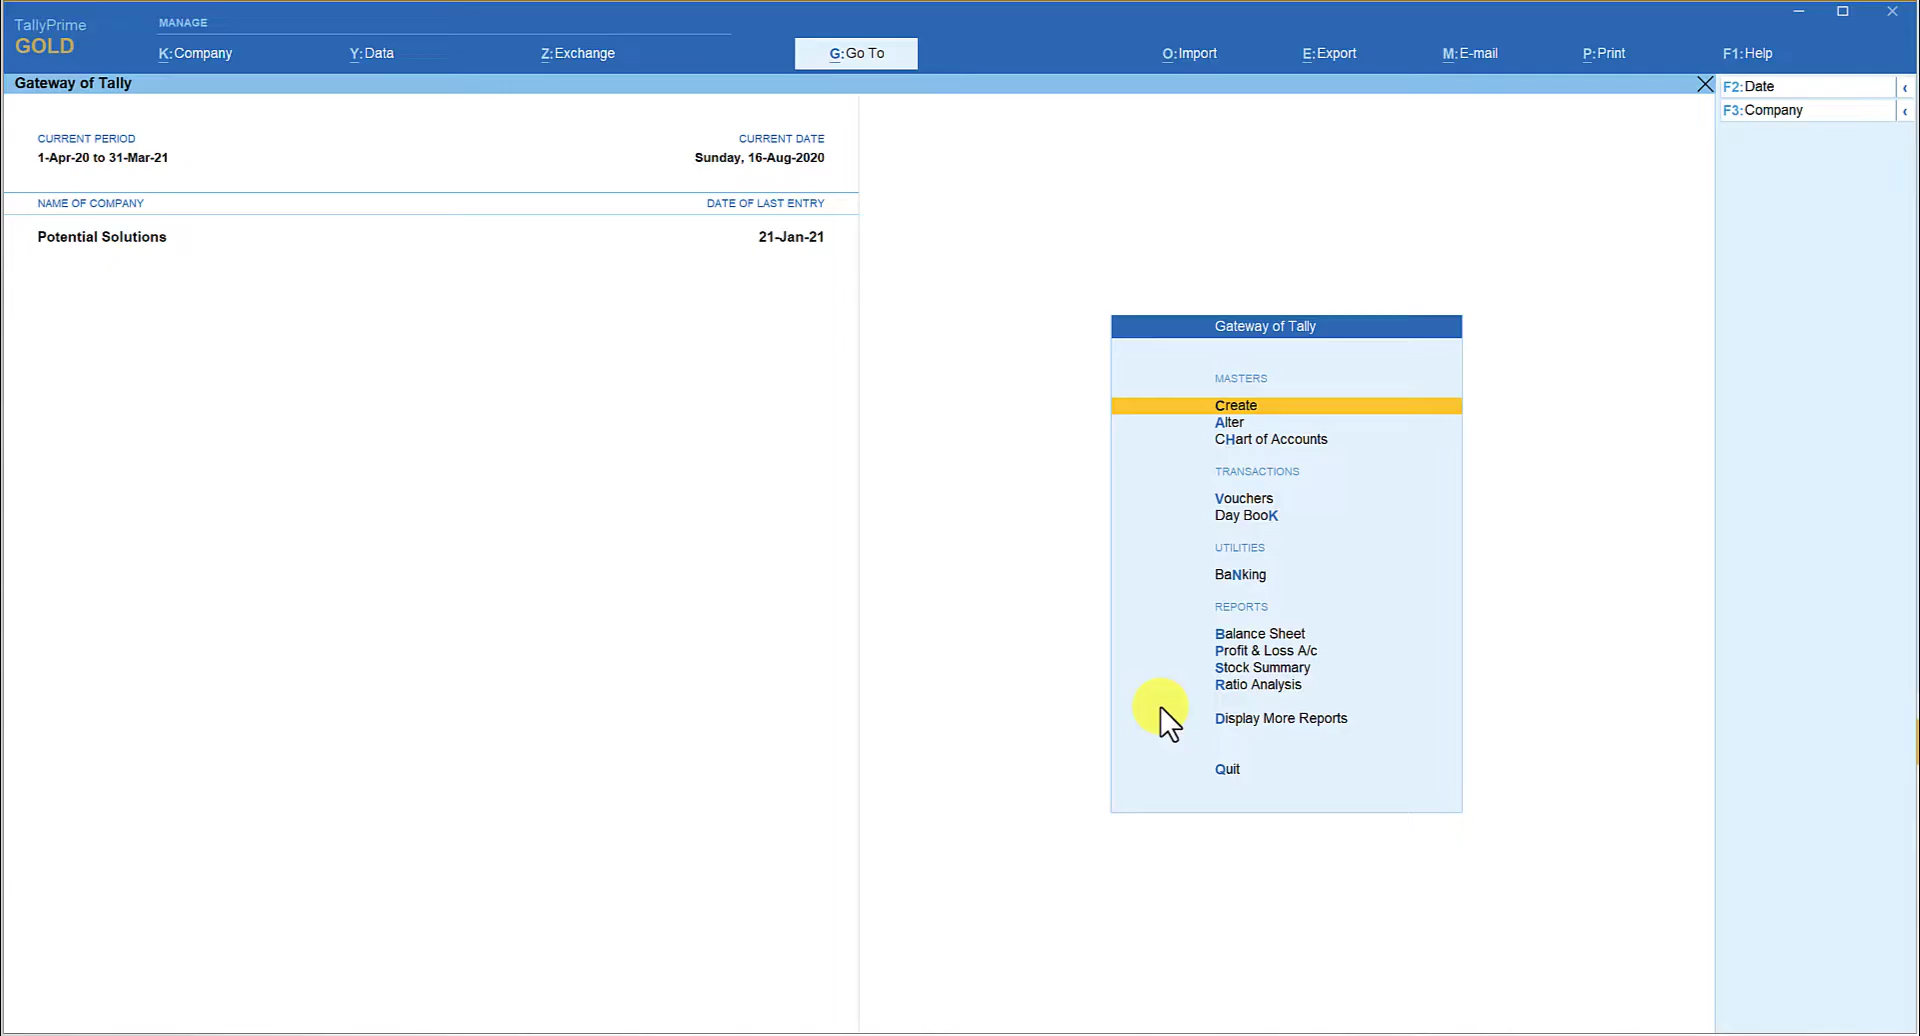 TallyPrime
GOLD
MANAGE
K:Company
Y:Data
Z:Exchange
G:Go To
O:Import
E:Export
M:E-mail
P:Print
F1:Help
Gateway of Tally
F2:Date
F3:Company
CURRENT PERIOD
CURRENT DATE
1-Apr-20 to 31-Mar-21
Sunday, 16-Aug-2020
NAME OF COMPANY
DATE OF LAST ENTRY
Potential Solutions
21-Jan-21
Gateway of Tally
MASTERS
Create
Alter
CHart of Accounts
TRANSACTIONS
Vouchers
Day BooK
UTILITIES
BaNking
REPORTS
Balance Sheet
Profit & Loss A/c
Stock Summary
Ratio Analysis
Display More Reports
Quit